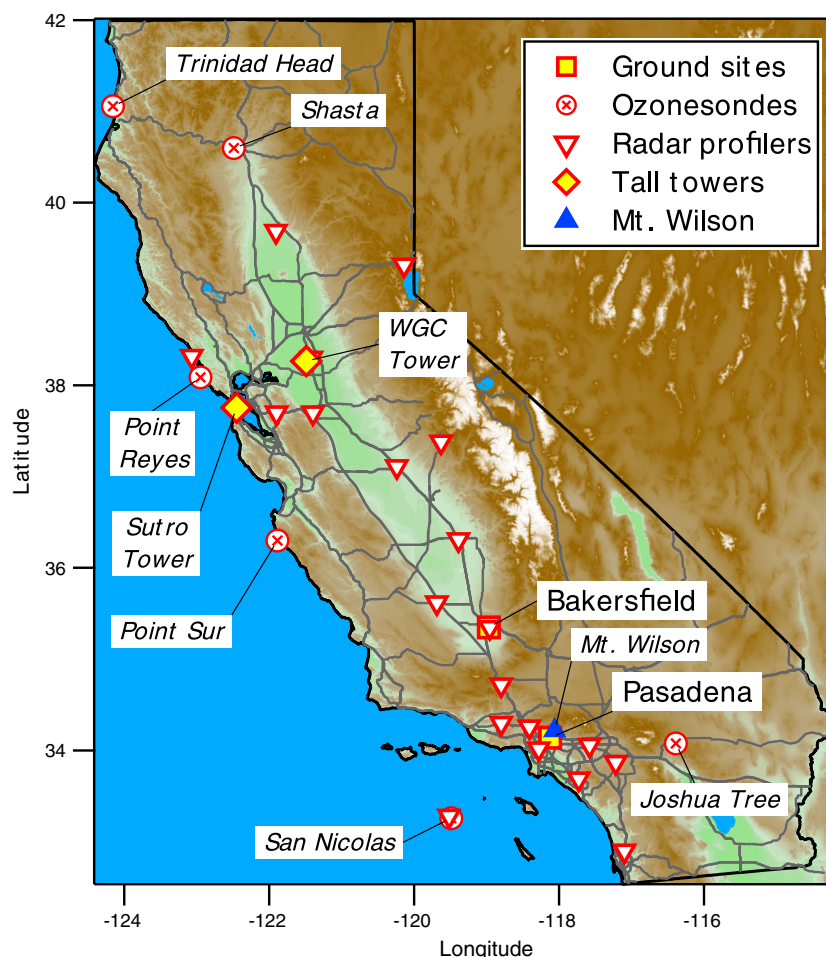 42
40
38
36
34
Latitude
-124
-122
-120
-118
-116
Longitude
Ground sites
Ozonesondes
Radar profilers
Tall towers
Mt. Wilson
Trinidad Head
Shasta
WGC
Tower
Point
Reyes
Sutro
Tower
Point Sur
Bakersfield
Mt. Wilson
Pasadena
Joshua Tree
San Nicolas